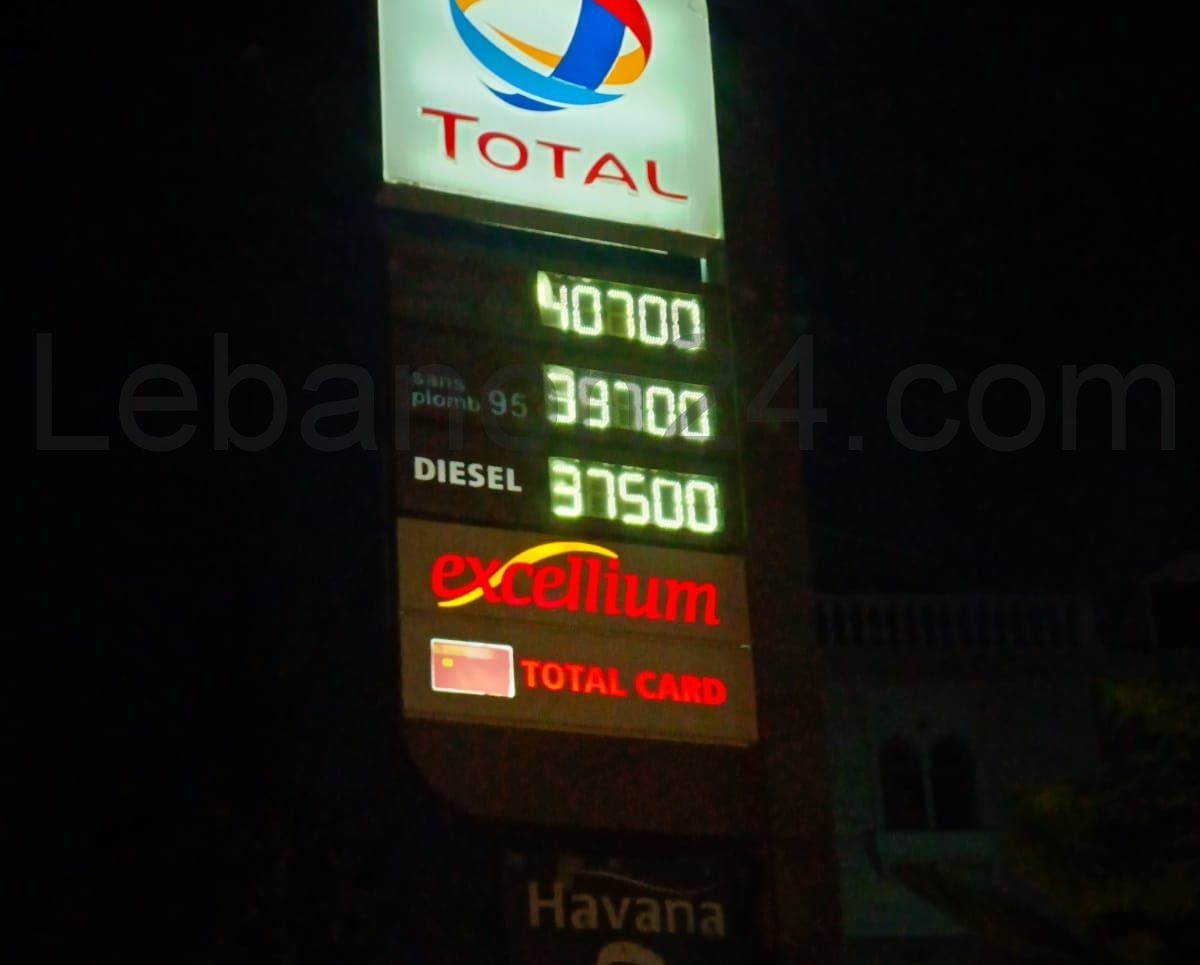 TOTAL
40700
sans
plomb 95 39700
DIESEL 37500
excellium
TOTAL CARD
Havana
Lebanon24.com